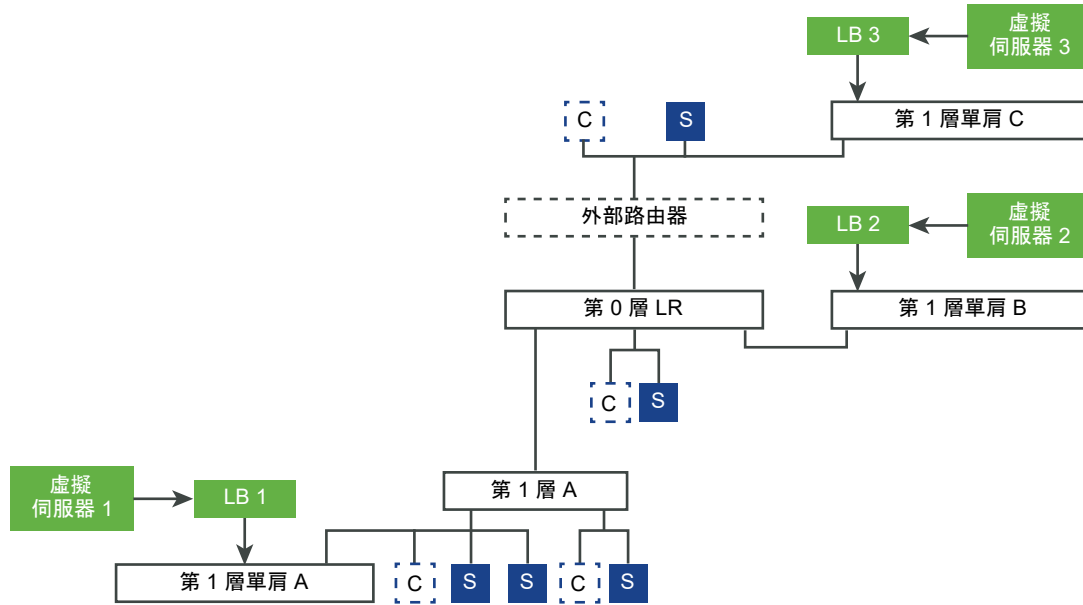 LB 3
虛擬
伺服器 3
C
S
第 1 層單肩 C
外部路由器
LB 2
虛擬
伺服器 2
第 0 層 LR
第 1 層單肩 B
C
S
虛擬
伺服器 1
LB 1
第 1 層 A
第 1 層單肩 A
C
S
S
C
S